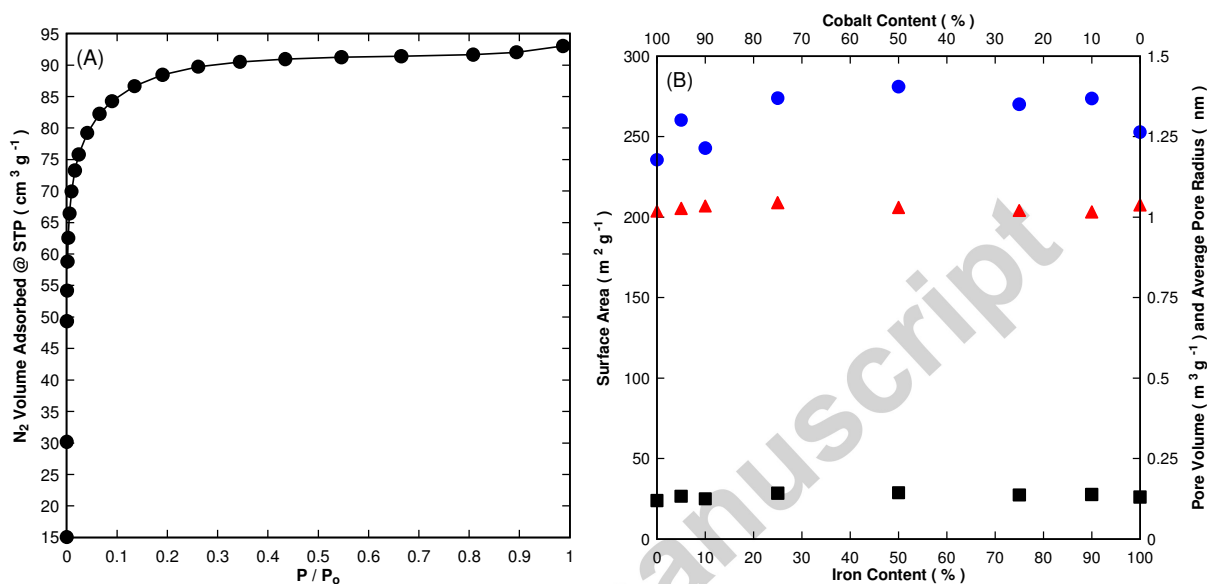 (A)
95
90
85
80
75
70
65
60
55
50
45
40
35
30
25
20
15
N2 Volume Adsorbed @ STP ( cm3 g-1 )
0 0.1 0.2 0.3 0.4 0.5 0.6 0.7 0.8 0.9 1
P / Po
Cobalt Content ( % )
100 90 80 70 60 50 40 30 20 10 0
(B)
300
250
200
150
100
50
0
Surface Area ( m2 g-1 )
1.5
1.25
1
0.75
0.5
0.25
0
Pore Volume ( m3 g-1 ) and Average Pore Radius ( nm )
0 10 20 30 40 50 60 70 80 90 100
Iron Content ( % )
anuscript